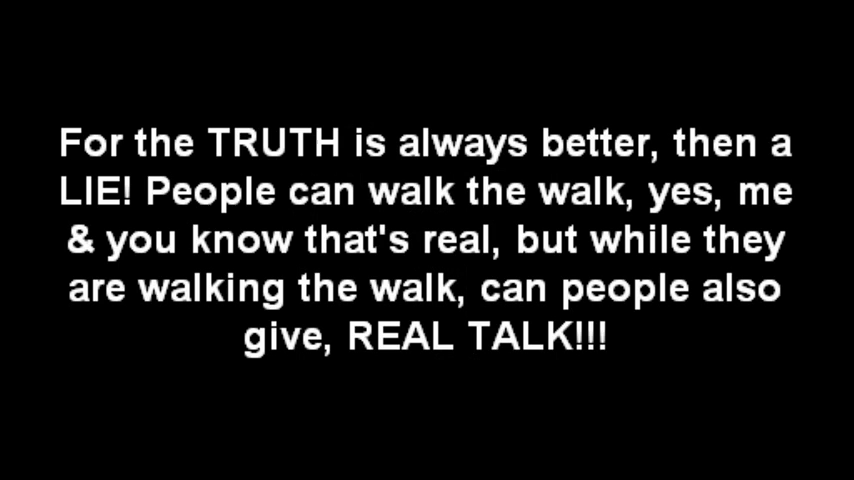 For the TRUTH is always better, then a
LIE! People can walk the walk, yes, me
& you know that's real, but while they
are walking the walk, can people also
give, REAL TALK!!!